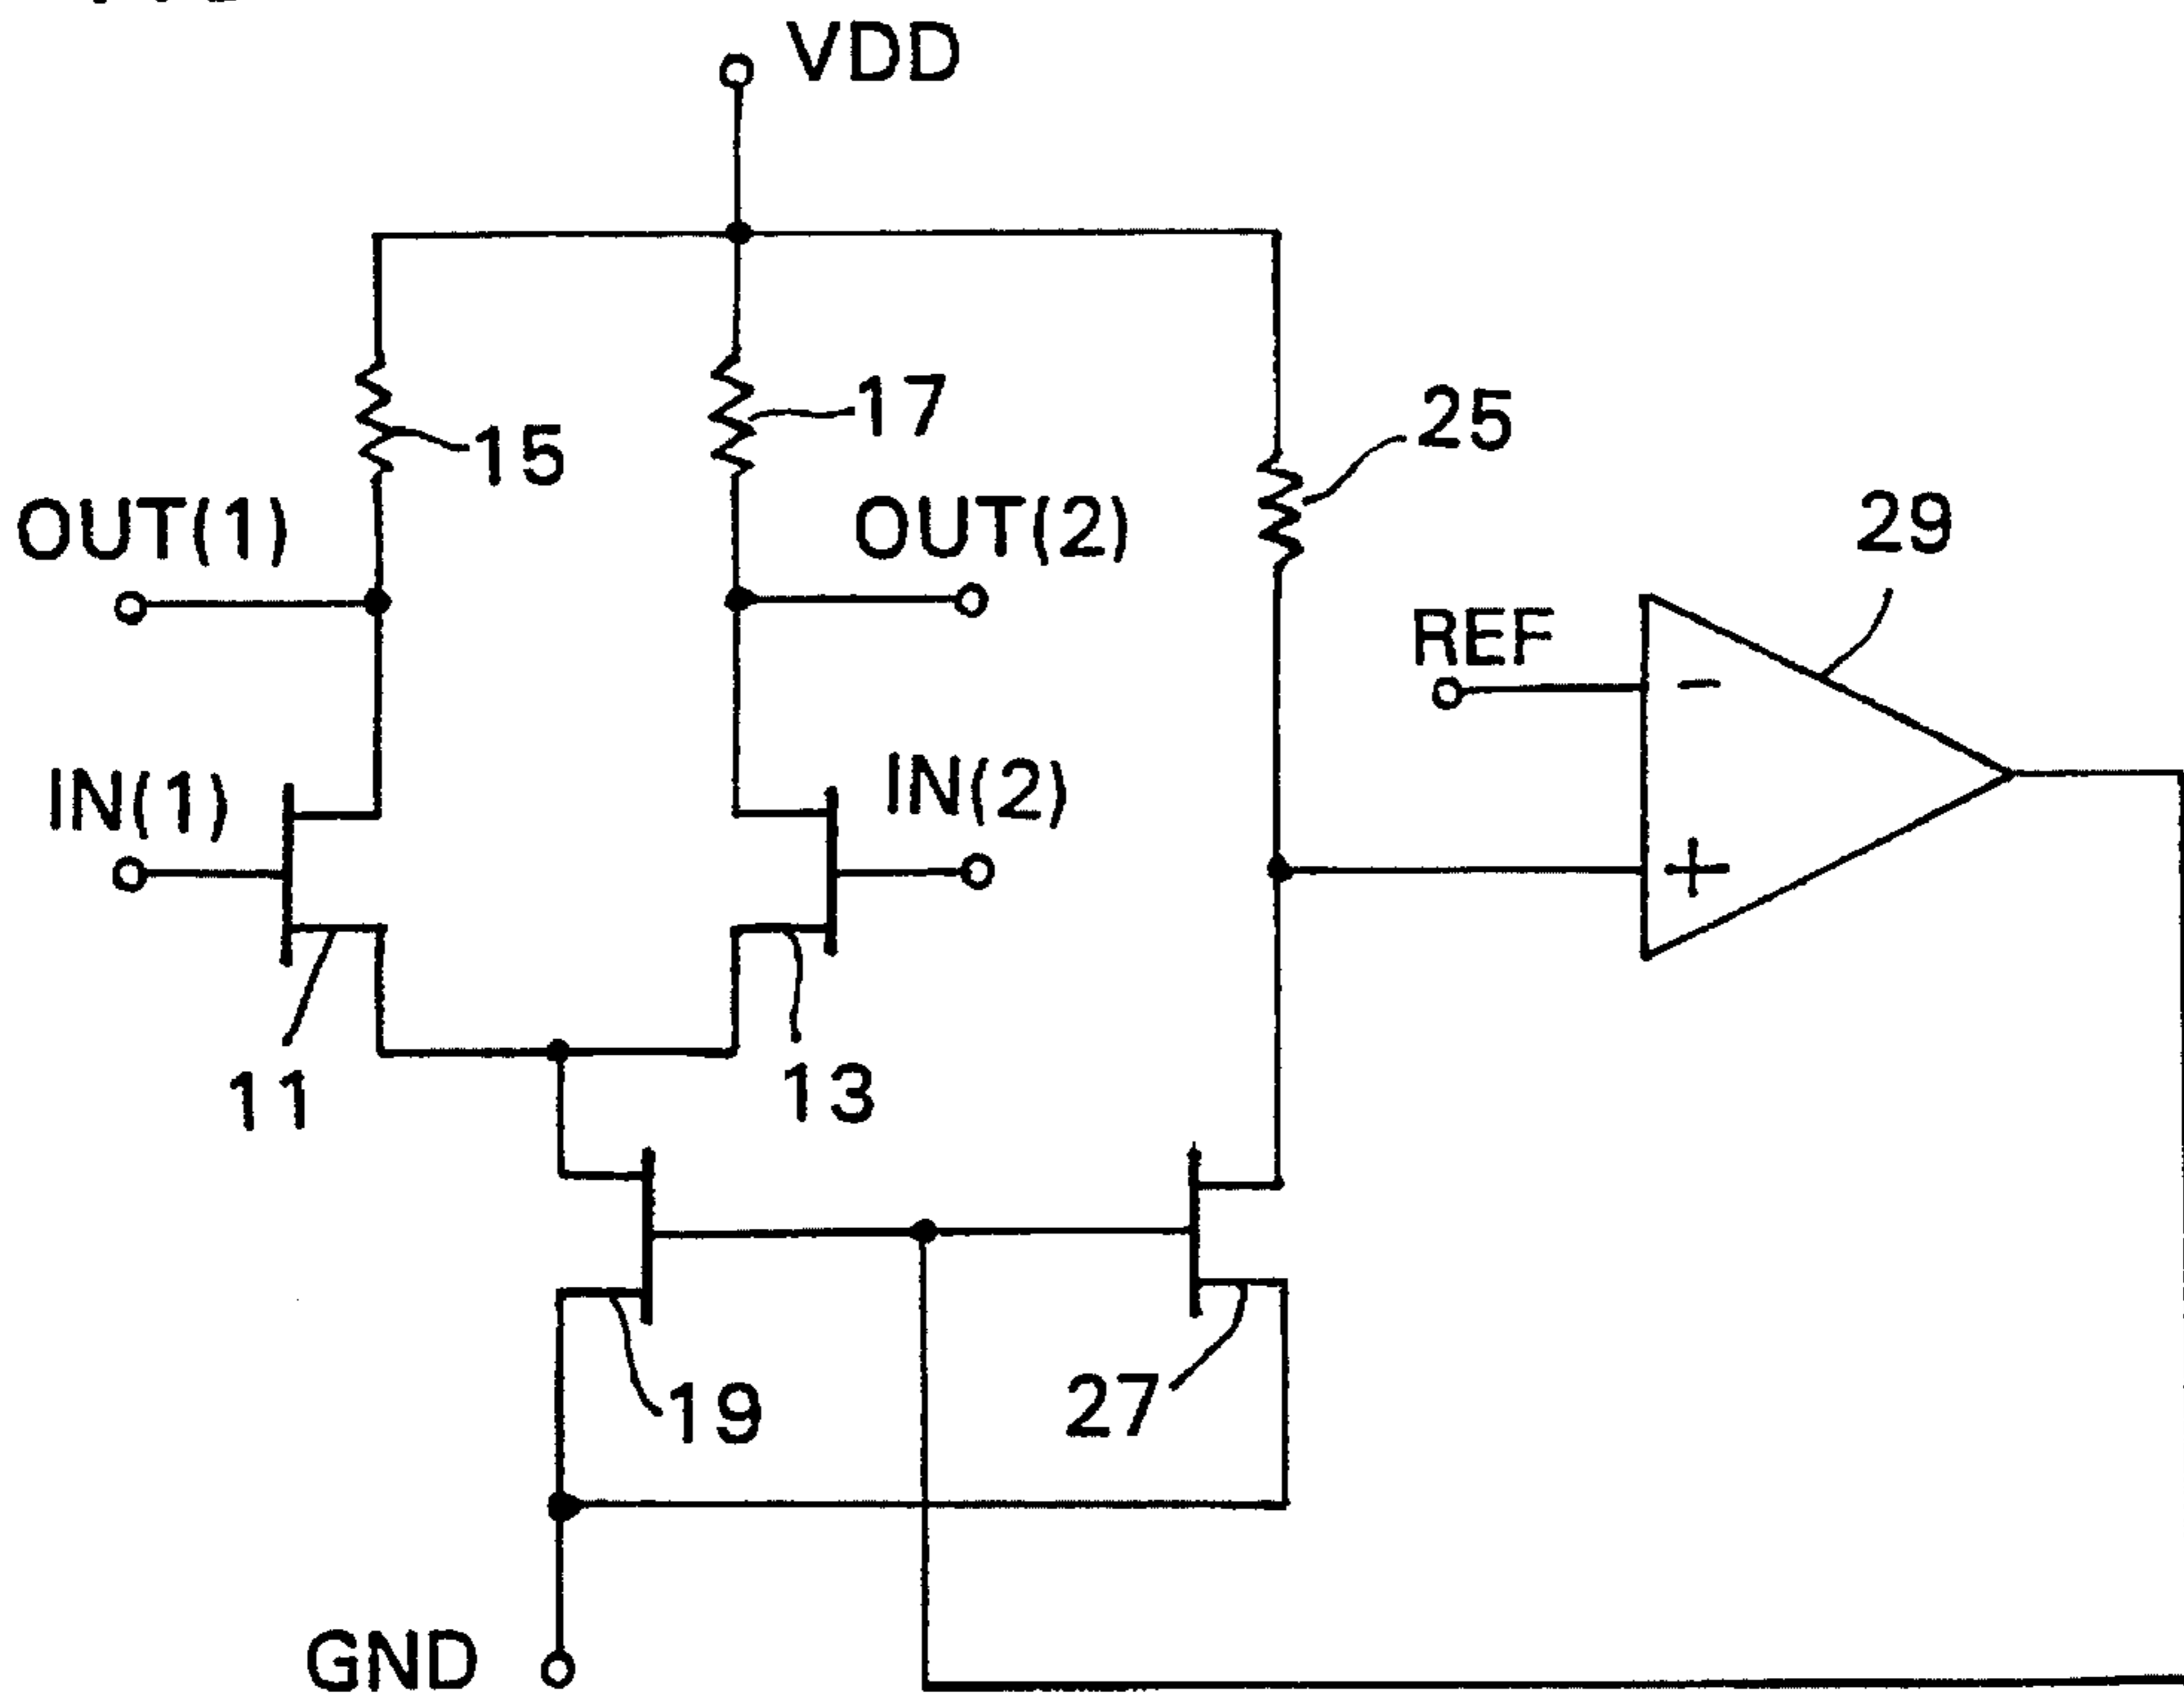 VDD
17
25
15
OUT(1)
OUT(2)
29
REF
-
IN(1)
IN(2)
+
11
13
19
27
GND